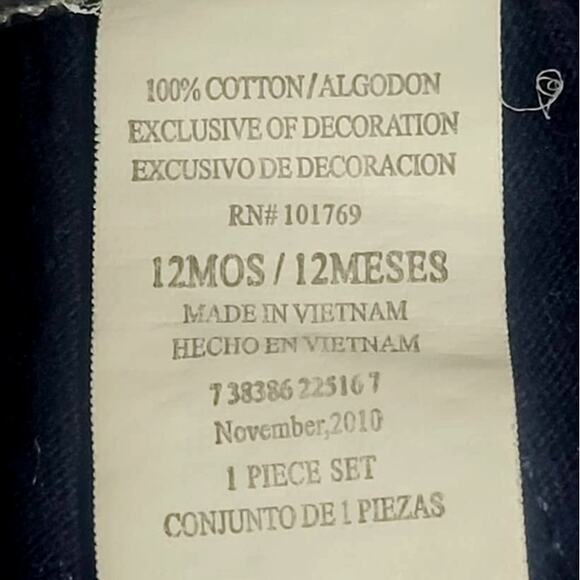 100% COTTON/ALGODON
EXCLUSIVE OF DECORATION
EXCUSIVO DE DECORACION
RN# 101769
12MOS / 12MESES
MADE IN VIETNAM
HECHO EN VIETNAM
7 38386 22516 7
November,2010
1 PIECE SET
CONJUNTO DE 1 PIEZAS